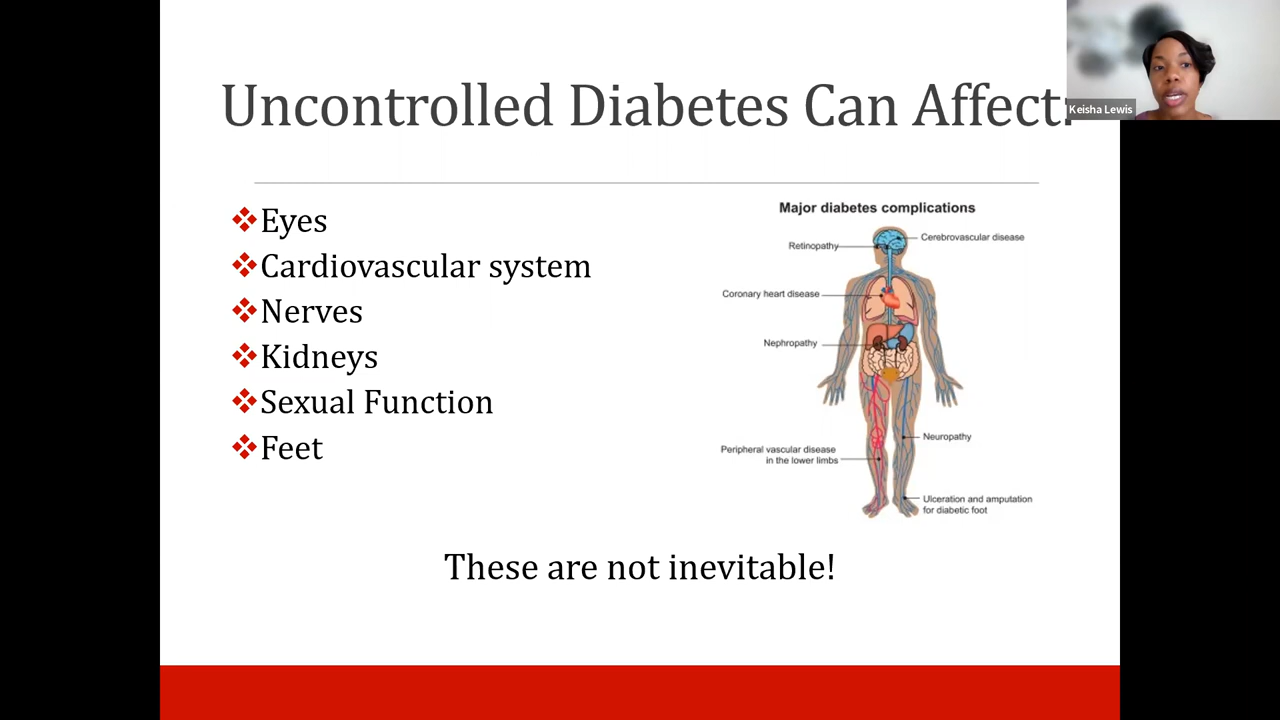 Uncontrolled Diabetes Can Affect:
Keisha Lewis
Eyes
Cardiovascular system
Nerves
Kidneys
Sexual Function
Feet
Major diabetes complications
Cerebrovascular disease
Retinopathy
Coronary heart disease
Nephropathy
Neuropathy
Peripheral vascular disease
in the lower limbs
Ulceration and amputation
for diabetic foot
These are not inevitable!